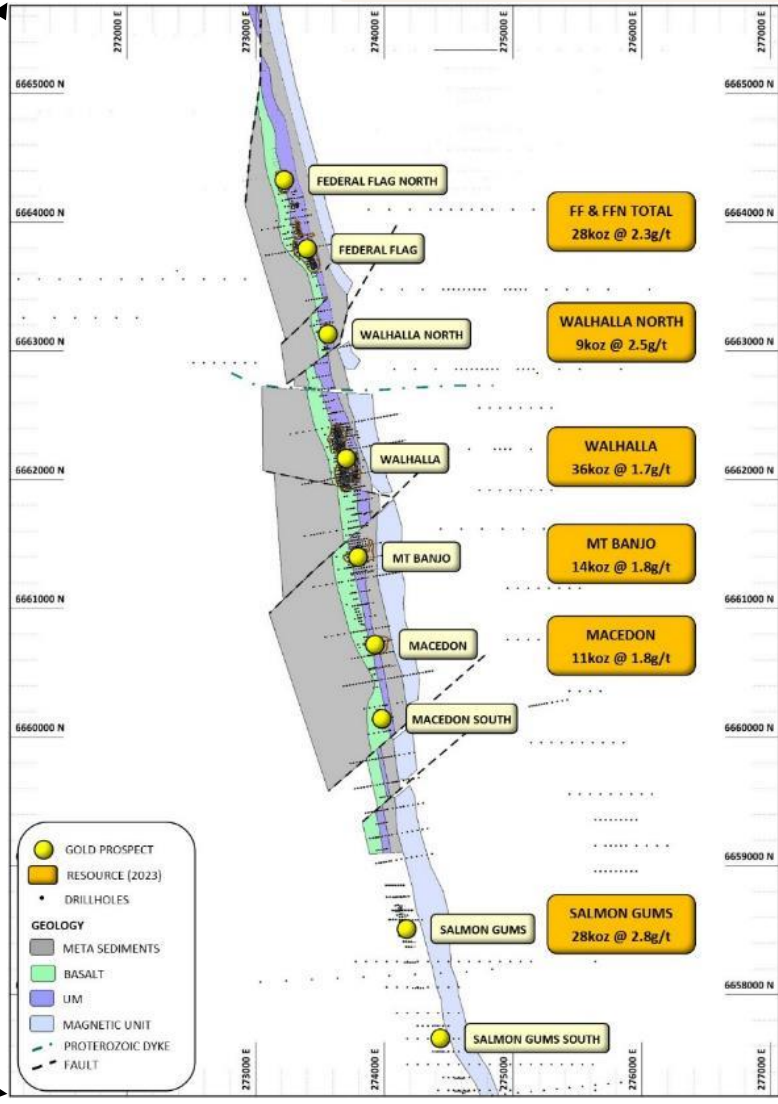 272000 E
273000 E
274000 E
275000 E
276000 E
277000 E
6665000 N
6665000 N
FEDERAL FLAG NORTH
6664000 N
FF & FFN TOTAL
28koz @ 2.3g/t
6664000 N
FEDERAL FLAG
WALHALLA NORTH
6663000 N
WALHALLA NORTH
9koz @ 2.5g/t
6663000 N
WALHALLA
6662000 N
WALHALLA
36koz @ 1.7g/t
6662000 N
MT BANJO
MT BANJO
14koz @ 1.8g/t
6661000 N
6661000 N
MACEDON
MACEDON
11koz @ 1.8g/t
MACEDON SOUTH
6660000 N
6660000 N
6659000 N
6659000 N
SALMON GUMS
SALMON GUMS
28koz @ 2.8g/t
6658000 N
SALMON GUMS SOUTH
GOLD PROSPECT
RESOURCE (2023)
DRILLHOLES
GEOLOGY
META SEDIMENTS
BASALT
UM
MAGNETIC UNIT
PROTEROZOIC DYKE
FAULT
273000 E
274000 E
275000 E
276000 E
277000 E